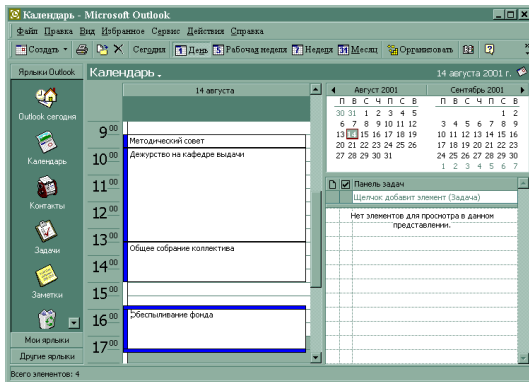 Календарь - Microsoft Outlook
Файл Правка Вид Избранное Сервис Действия Справка
Создать Сегодня 1 День 5 Рабочая неделя 7 Неделя 31 Месяц Организовать
Ярлыки Outlook
Календарь. 14 августа 2001 г.
Outlook сегодня
Календарь
Контакты
Задачи
Заметки
Мои ярлыки
Другие ярлыки
14 августа
9 00
Методический совет
10 00
Дежурство на кафедре выдачи
11 00
12 00
13 00
Общее собрание коллектива
14 00
15 00
Обеспыливание фонда
16 00
17 00
Август 2001
П В С Ч П С В
30 31 1 2 3 4 5
6 7 8 9 10 11 12
13 14 15 16 17 18 19
20 21 22 23 24 25 26
27 28 29 30 31
Сентябрь 2001
П В С Ч П С В
1 2
3 4 5 6 7 8 9
10 11 12 13 14 15 16
17 18 19 20 21 22 23
24 25 26 27 28 29 30
1 2 3 4 5 6 7
Панель задач
Щелчок добавит элемент (Задача)
Нет элементов для просмотра в данном
представлении.
Всего элементов: 4